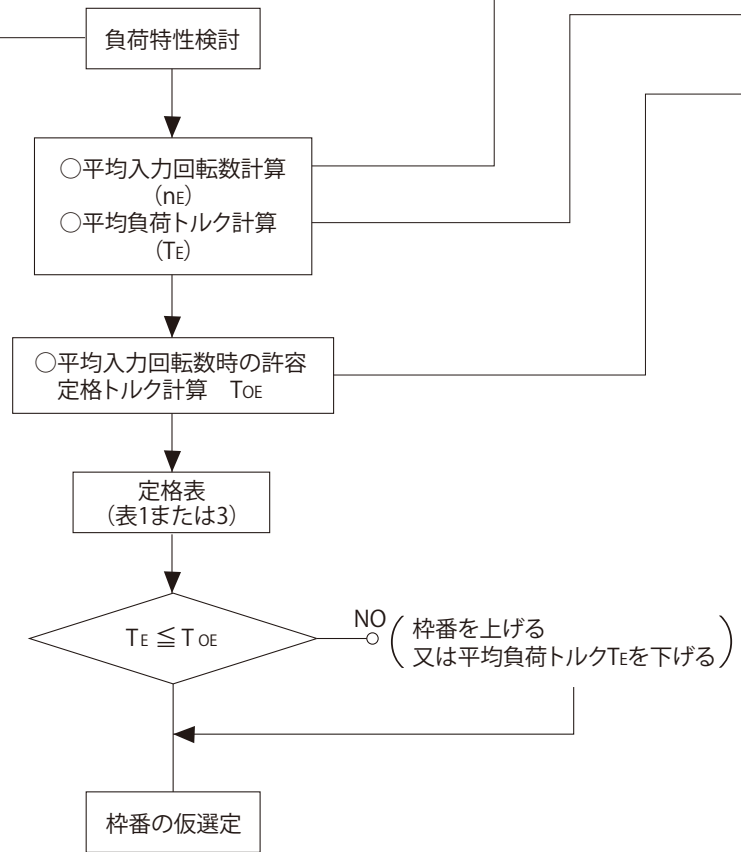 負荷特性検討
○平均入力回転数計算
(nE)
○平均負荷トルク計算
(TE)
○平均入力回転数時の許容
定格トルク計算 TOE
定格表
(表1または3)
TE ≦ TOE
NO
枠番を上げる
又は平均負荷トルクTEを下げる
枠番の仮選定